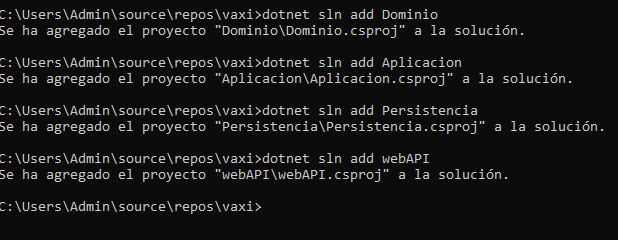 C:\Users\Admin\source\repos\vaxi>dotnet sln add Dominio
Se ha agregado el proyecto "Dominio\Dominio.csproj" a la solución.
C:\Users\Admin\source\repos\vaxi>dotnet sln add Aplicacion
Se ha agregado el proyecto "Aplicacion\Aplicacion.csproj" a la solución.
C:\Users\Admin\source\repos\vaxi>dotnet sln add Persistencia
Se ha agregado el proyecto "Persistencia\Persistencia.csproj" a la solución.
C:\Users\Admin\source\repos\vaxi>dotnet sln add webAPI
Se ha agregado el proyecto "webAPI\webAPI.csproj" a la solución.
C:\Users\Admin\source\repos\vaxi>